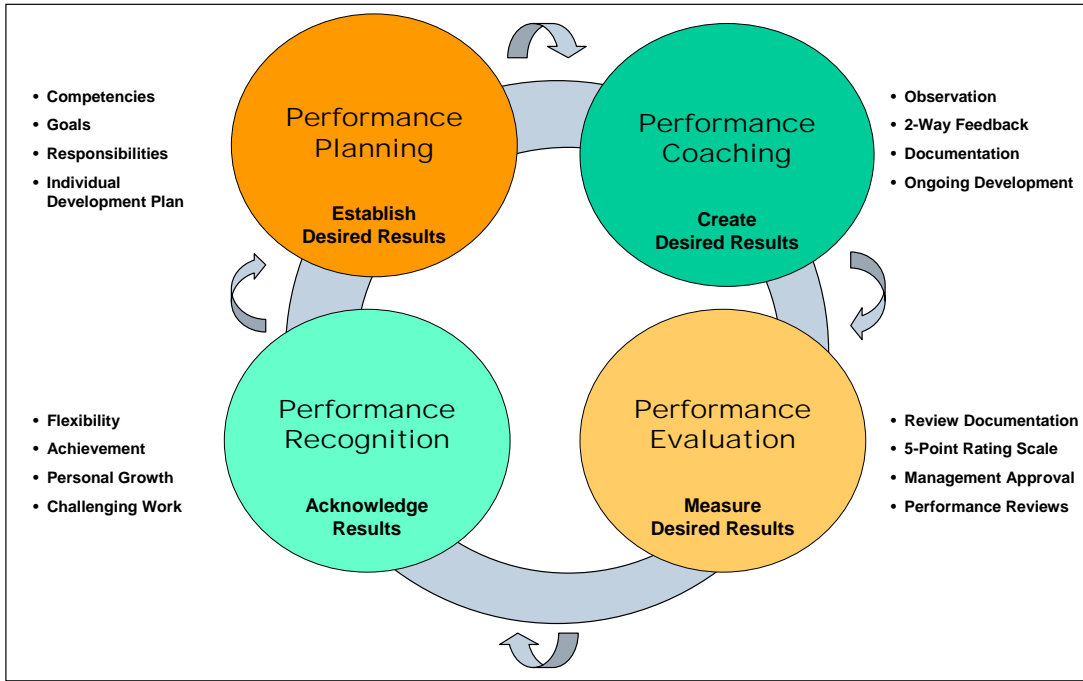 • Competencies
• Goals
• Responsibilities
• Individual
Development Plan
Performance
Planning
Establish
Desired Results
Performance
Coaching
Create
Desired Results
• Observation
• 2-Way Feedback
• Documentation
• Ongoing Development
• Flexibility
• Achievement
• Personal Growth
• Challenging Work
Performance
Recognition
Acknowledge
Results
Performance
Evaluation
Measure
Desired Results
• Review Documentation
• 5-Point Rating Scale
• Management Approval
• Performance Reviews